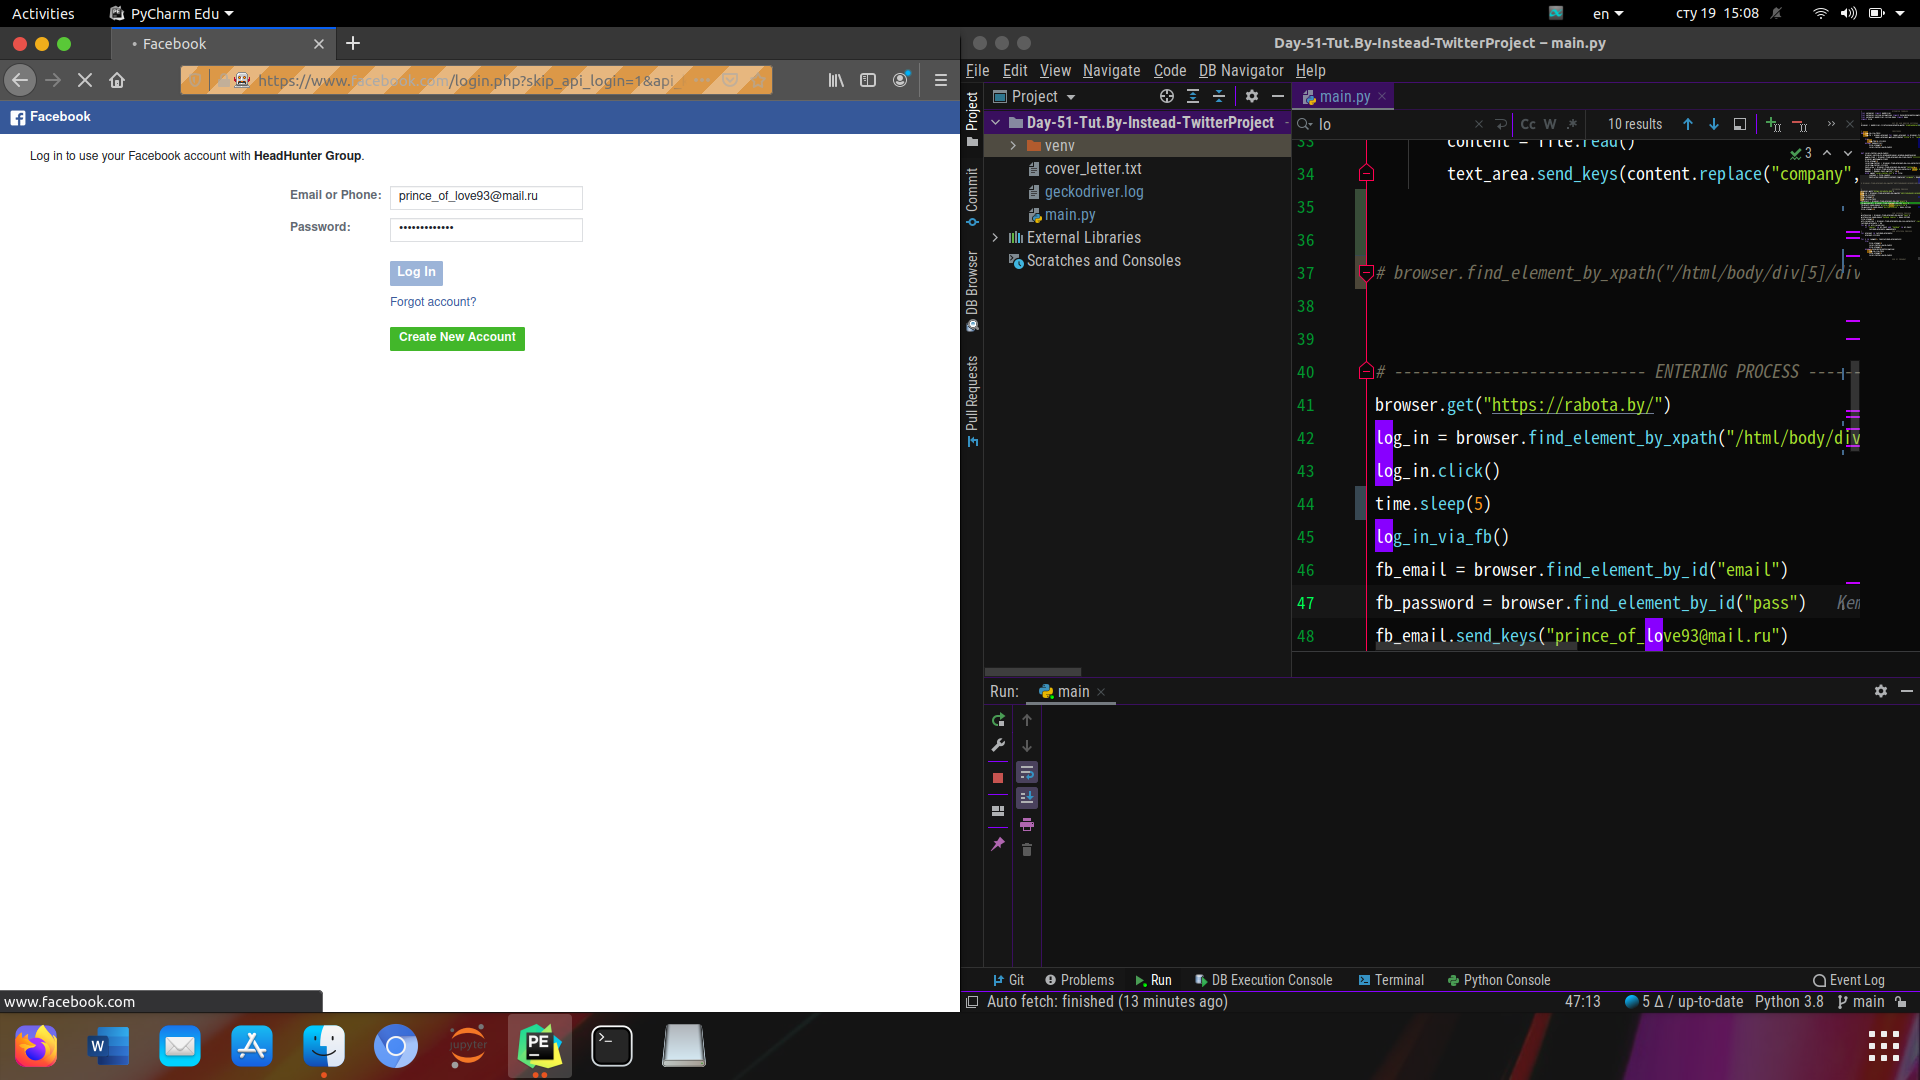 Activities
PyCharm Edu
en
сту 19 15:08
Facebook
https://www.facebook.com/login.php?skip_api_login=1&api_
Facebook
Log in to use your Facebook account with HeadHunter Group.
Email or Phone: prince_of_love93@mail.ru
Password: •••••••••••••
Log In
Forgot account?
Create New Account
www.facebook.com
Day-51-Tut.By-Instead-TwitterProject – main.py
File Edit View Navigate Code DB Navigator Help
Project
Commit
DB Browser
Pull Requests
Project
Day-51-Tut.By-Instead-TwitterProject
venv
cover_letter.txt
geckodriver.log
main.py
External Libraries
Scratches and Consoles
main.py
lo
Cc W .*
10 results
3
33 content = file.read()
34 text_area.send_keys(content.replace("company",
35
36
37 # browser.find_element_by_xpath("/html/body/div[5]/div
38
39
40 # ---------------------------- ENTERING PROCESS ------
41 browser.get("https://rabota.by/")
42 log_in = browser.find_element_by_xpath("/html/body/div
43 log_in.click()
44 time.sleep(5)
45 log_in_via_fb()
46 fb_email = browser.find_element_by_id("email")
47 fb_password = browser.find_element_by_id("pass") Kem
48 fb_email.send_keys("prince_of_love93@mail.ru")
Run: main
Git Problems Run DB Execution Console Terminal Python Console Event Log
Auto fetch: finished (13 minutes ago)
47:13 5 Δ / up-to-date Python 3.8 main
W
jupyter
PE
>_